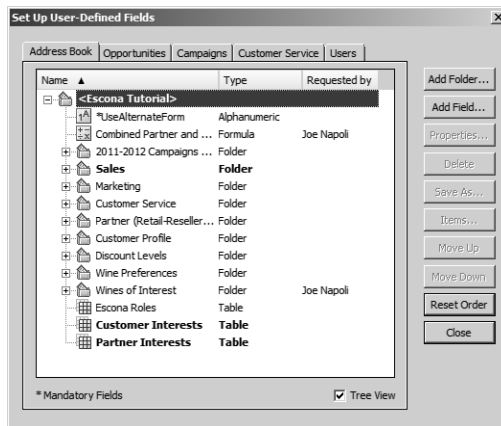 Set Up User-Defined Fields
Address Book Opportunities Campaigns Customer Service Users
Name Type Requested by
<Escona Tutorial>
*UseAlternateForm Alphanumeric
Combined Partner and ... Formula Joe Napoli
2011-2012 Campaigns ... Folder
Sales Folder
Marketing Folder
Customer Service Folder
Partner (Retail-Reseller... Folder
Customer Profile Folder
Discount Levels Folder
Wine Preferences Folder
Wines of Interest Folder Joe Napoli
Escona Roles Table
Customer Interests Table
Partner Interests Table
* Mandatory Fields
Tree View
Add Folder...
Add Field...
Properties...
Delete
Save As...
Items...
Move Up
Move Down
Reset Order
Close